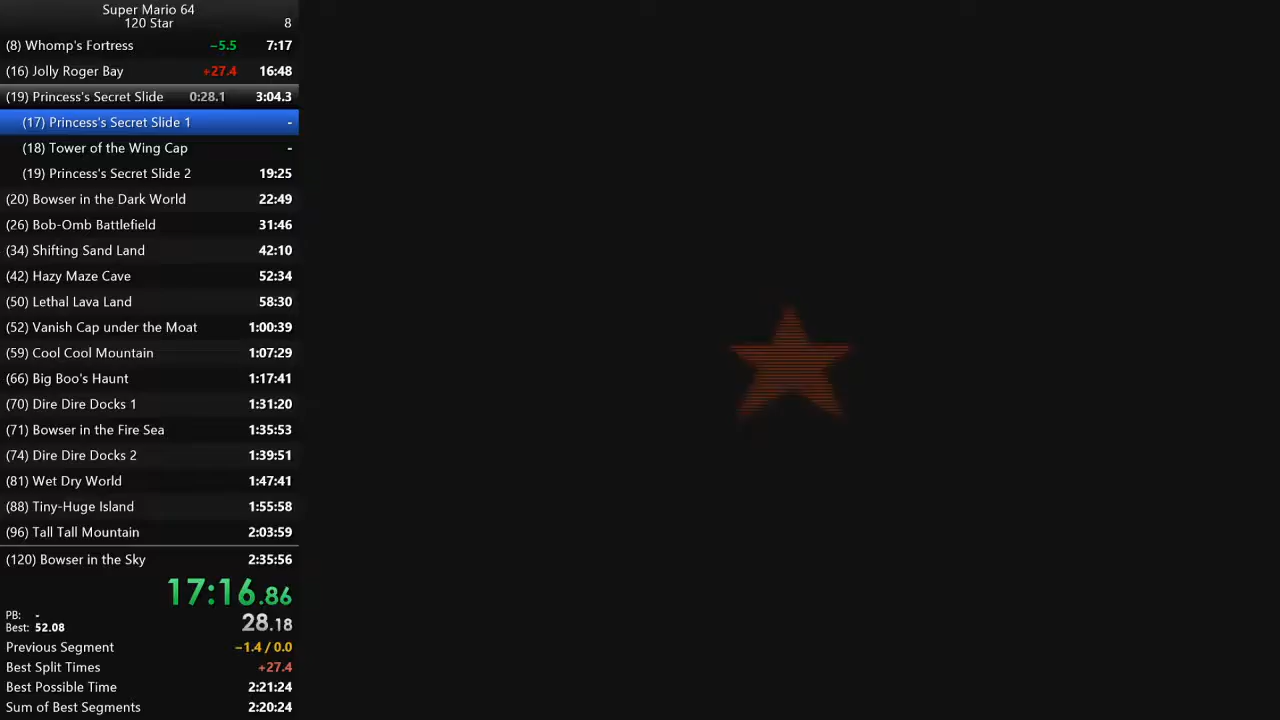 Super Mario 64
120 Star 8
(8) Whomp's Fortress −5.5 7:17
(16) Jolly Roger Bay +27.4 16:48
(19) Princess's Secret Slide 0:28.1 3:04.3
(17) Princess's Secret Slide 1 -
(18) Tower of the Wing Cap -
(19) Princess's Secret Slide 2 19:25
(20) Bowser in the Dark World 22:49
(26) Bob-Omb Battlefield 31:46
(34) Shifting Sand Land 42:10
(42) Hazy Maze Cave 52:34
(50) Lethal Lava Land 58:30
(52) Vanish Cap under the Moat 1:00:39
(59) Cool Cool Mountain 1:07:29
(66) Big Boo's Haunt 1:17:41
(70) Dire Dire Docks 1 1:31:20
(71) Bowser in the Fire Sea 1:35:53
(74) Dire Dire Docks 2 1:39:51
(81) Wet Dry World 1:47:41
(88) Tiny-Huge Island 1:55:58
(96) Tall Tall Mountain 2:03:59
(120) Bowser in the Sky 2:35:56
17:16.86
PB: -
Best: 52.08 28.18
Previous Segment −1.4 / 0.0
Best Split Times +27.4
Best Possible Time 2:21:24
Sum of Best Segments 2:20:24